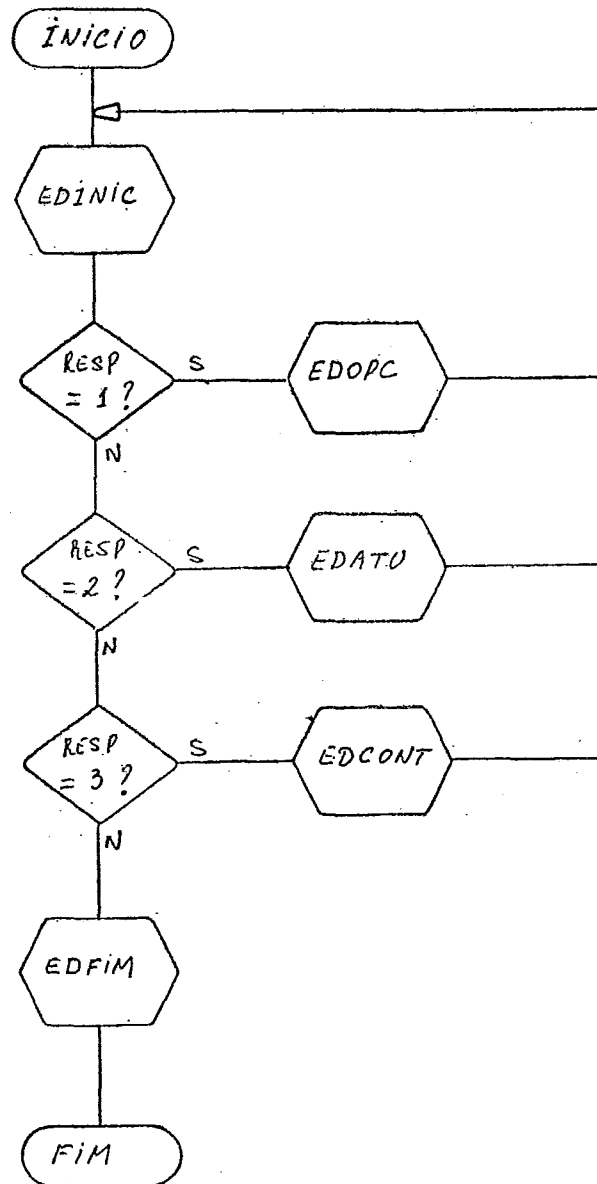 INICIO
EDINIC
RESP
= 1 ?
S
EDOPC
N
RESP
= 2 ?
S
EDATU
N
RESP
= 3 ?
S
EDCONT
N
EDFIM
FIM